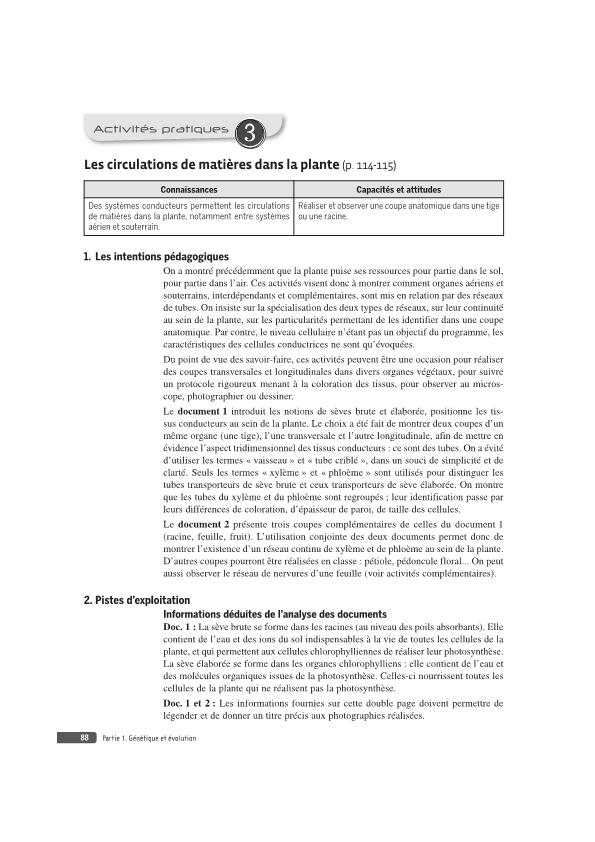 Activités pratiques 3
Les circulations de matières dans la plante (p. 114-115)
Connaissances
Capacités et attitudes
Des systèmes conducteurs permettent les circulations
de matières dans la plante, notamment entre systèmes
aérien et souterrain.
Réaliser et observer une coupe anatomique dans une tige
ou une racine.
1. Les intentions pédagogiques
On a montré précédemment que la plante puise ses ressources pour partie dans le sol,
pour partie dans l'air. Ces activités visent donc à montrer comment organes aériens et
souterrains, interdépendants et complémentaires, sont mis en relation par des réseaux
de tubes. On insiste sur la spécialisation des deux types de réseaux, sur leur continuité
au sein de la plante, sur les particularités permettant de les identifier dans une coupe
anatomique. Par contre, le niveau cellulaire n'étant pas un objectif du programme, les
caractéristiques des cellules conductrices ne sont qu'évoquées.
Du point de vue des savoir-faire, ces activités peuvent être une occasion pour réaliser
des coupes transversales et longitudinales dans divers organes végétaux, pour suivre
un protocole rigoureux menant à la coloration des tissus, pour observer au micros-
cope, photographier ou dessiner.
Le document 1 introduit les notions de sèves brute et élaborée, positionne les tis-
sus conducteurs au sein de la plante. Le choix a été fait de montrer deux coupes d'un
même organe (une tige), l'une transversale et l'autre longitudinale, afin de mettre en
évidence l'aspect tridimensionnel des tissus conducteurs : ce sont des tubes. On a évité
d'utiliser les termes « vaisseau » et « tube criblé », dans un souci de simplicité et de
clarté. Seuls les termes « xylème » et « phloème » sont utilisés pour distinguer les
tubes transporteurs de sève brute et ceux transporteurs de sève élaborée. On montre
que les tubes du xylème et du phloème sont regroupés ; leur identification passe par
leurs différences de coloration, d'épaisseur de paroi, de taille des cellules.
Le document 2 présente trois coupes complémentaires de celles du document 1
(racine, feuille, fruit). L'utilisation conjointe des deux documents permet donc de
montrer l'existence d'un réseau continu de xylème et de phloème au sein de la plante.
D'autres coupes pourront être réalisées en classe : pétiole, pédoncule floral... On peut
aussi observer le réseau de nervures d'une feuille (voir activités complémentaires).
2. Pistes d'exploitation
Informations déduites de l'analyse des documents
Doc. 1 : La sève brute se forme dans les racines (au niveau des poils absorbants). Elle
contient de l'eau et des ions du sol indispensables à la vie de toutes les cellules de la
plante, et qui permettent aux cellules chlorophylliennes de réaliser leur photosynthèse.
La sève élaborée se forme dans les organes chlorophylliens : elle contient de l'eau et
des molécules organiques issues de la photosynthèse. Celles-ci nourrissent toutes les
cellules de la plante qui ne réalisent pas la photosynthèse.
Doc. 1 et 2 : Les informations fournies sur cette double page doivent permettre de
légender et de donner un titre précis aux photographies réalisées.
88 Partie 1. Génétique et évolution